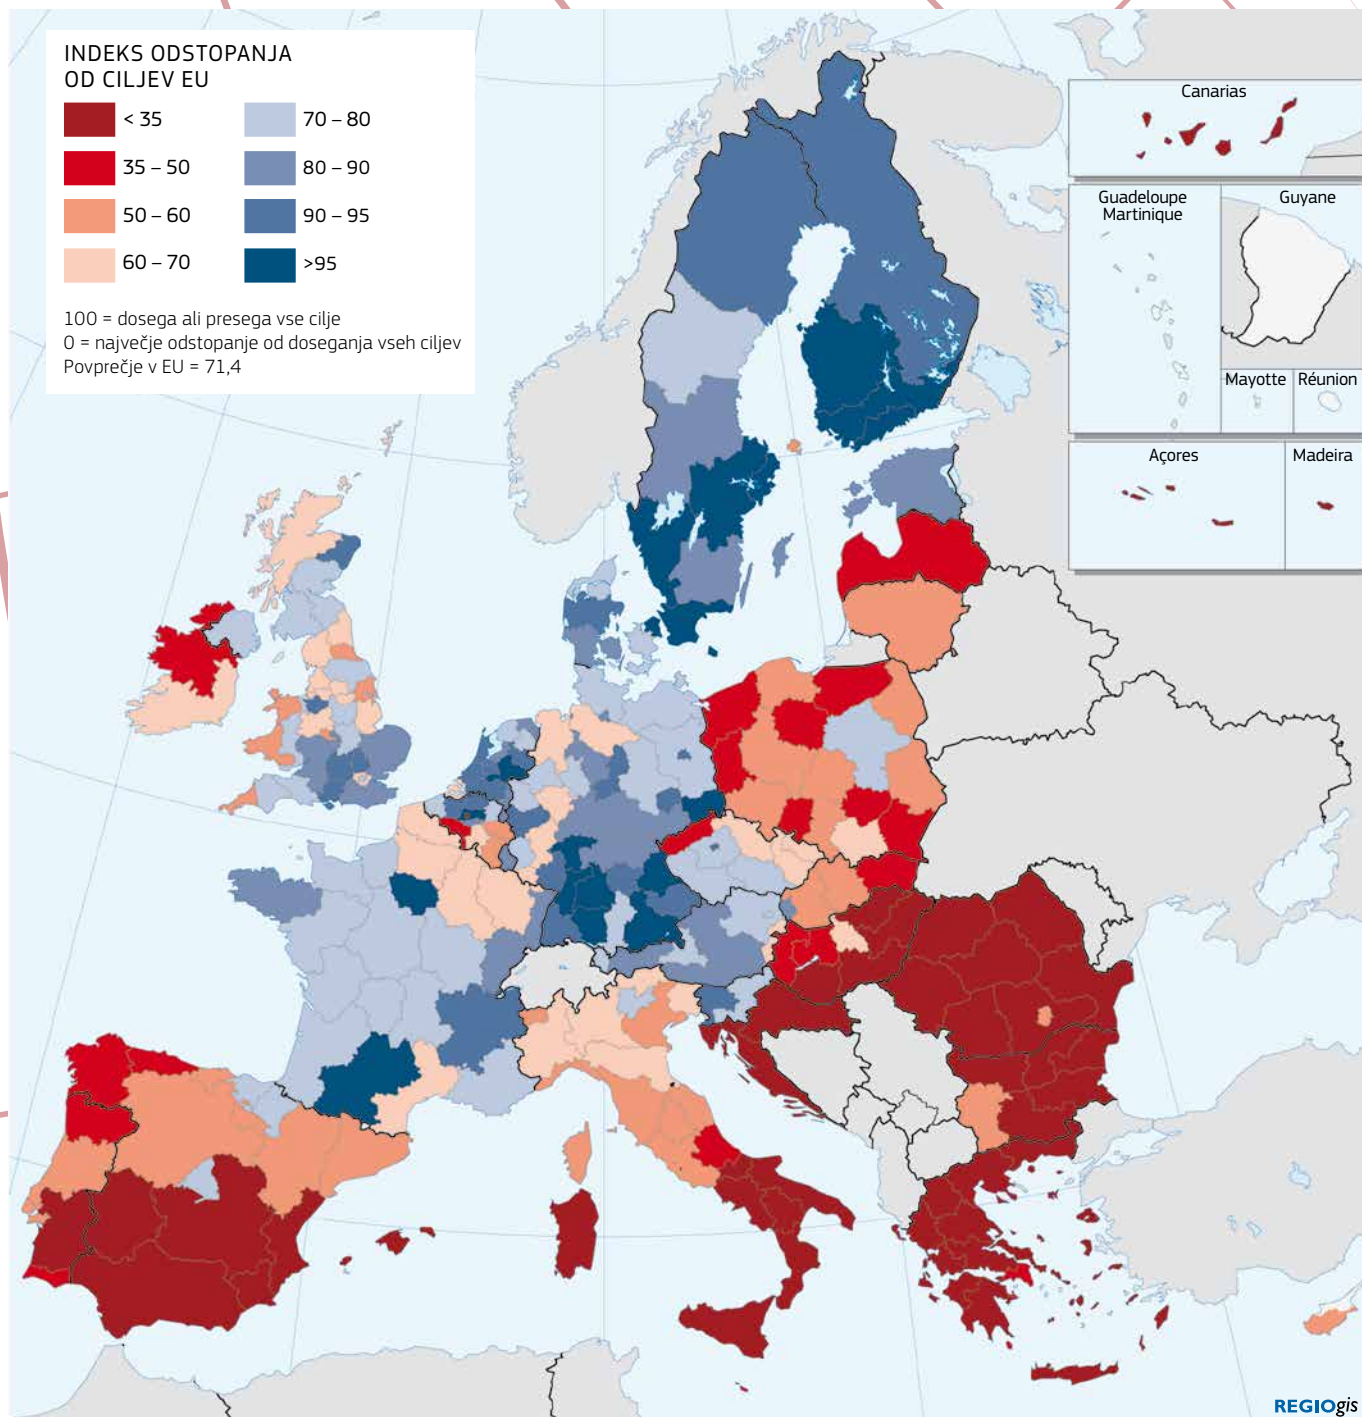 INDEKS ODSTOPANJA
OD CILJEV EU
< 35
35 – 50
50 – 60
60 – 70
70 – 80
80 – 90
90 – 95
>95
100 = dosega ali presega vse cilje
0 = največje odstopanje od doseganja vseh ciljev
Povprečje v EU = 71,4
Canarias
Guadeloupe
Martinique
Guyane
Mayotte
Réunion
Açores
Madeira
REGIOgis